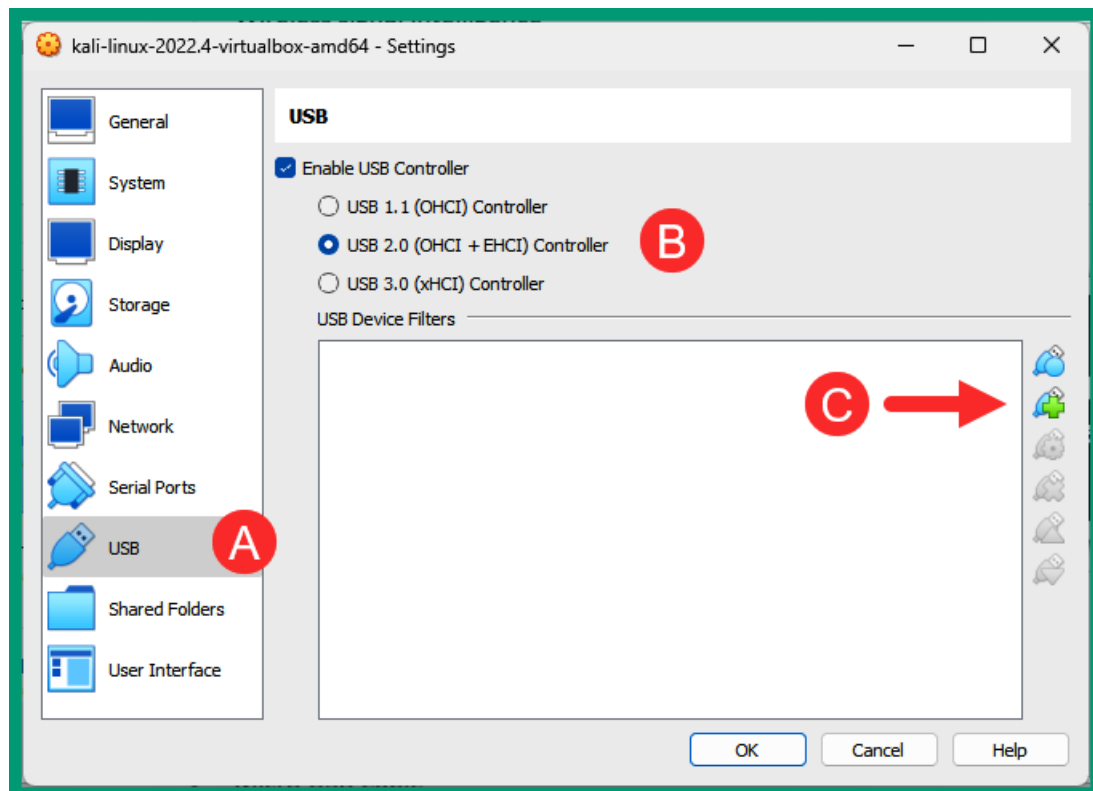 kali-linux-2022.4-virtualbox-amd64 - Settings
General
System
Display
Storage
Audio
Network
Serial Ports
USB
A
Shared Folders
User Interface
USB
Enable USB Controller
USB 1.1 (OHCI) Controller
USB 2.0 (OHCI + EHCI) Controller
B
USB 3.0 (xHCI) Controller
USB Device Filters
C
OK Cancel Help